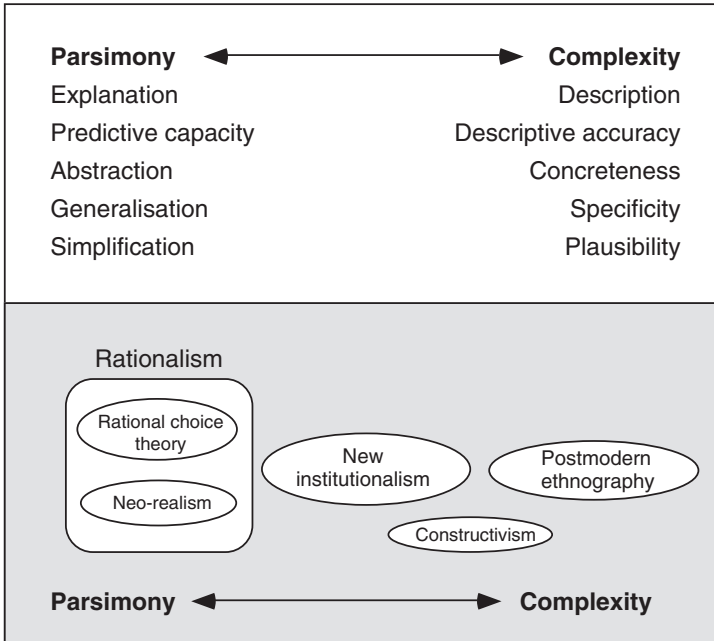 Parsimony Complexity
Explanation Description
Predictive capacity Descriptive accuracy
Abstraction Concreteness
Generalisation Specificity
Simplification Plausibility
Rationalism
Rational choice
theory
Neo-realism
New
institutionalism
Postmodern
ethnography
Constructivism
Parsimony Complexity